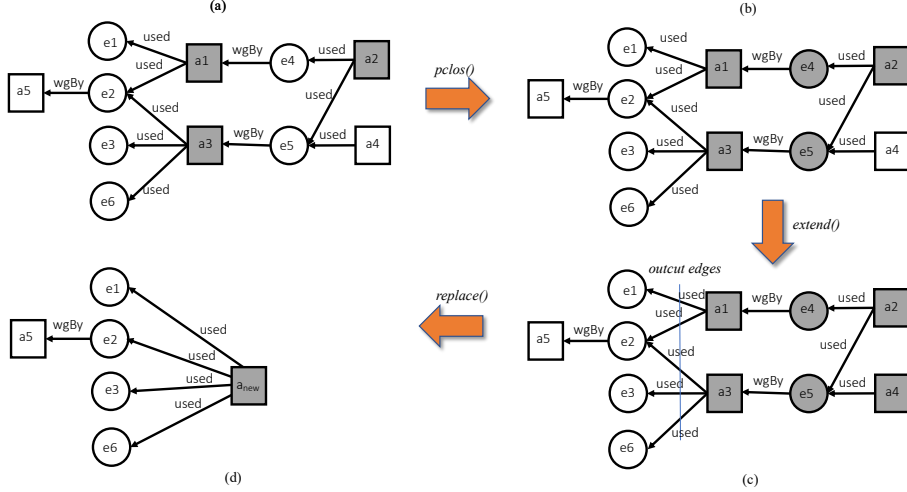 (a)
e1
used
a1
wgBy
e4
used
a2
used
a5
wgBy
e2
used
used
e3
used
a3
wgBy
e5
used
a4
used
e6
pclos()
(b)
e1
used
a1
wgBy
e4
used
a2
used
a5
wgBy
e2
used
used
e3
used
a3
wgBy
e5
used
a4
used
e6
extend()
outcut edges
e1
used
a1
wgBy
e4
used
a2
used
a5
wgBy
e2
used
used
e3
used
a3
wgBy
e5
used
a4
used
e6
(c)
replace()
e1
used
a5
wgBy
e2
used
e3
used
anew
used
e6
(d)